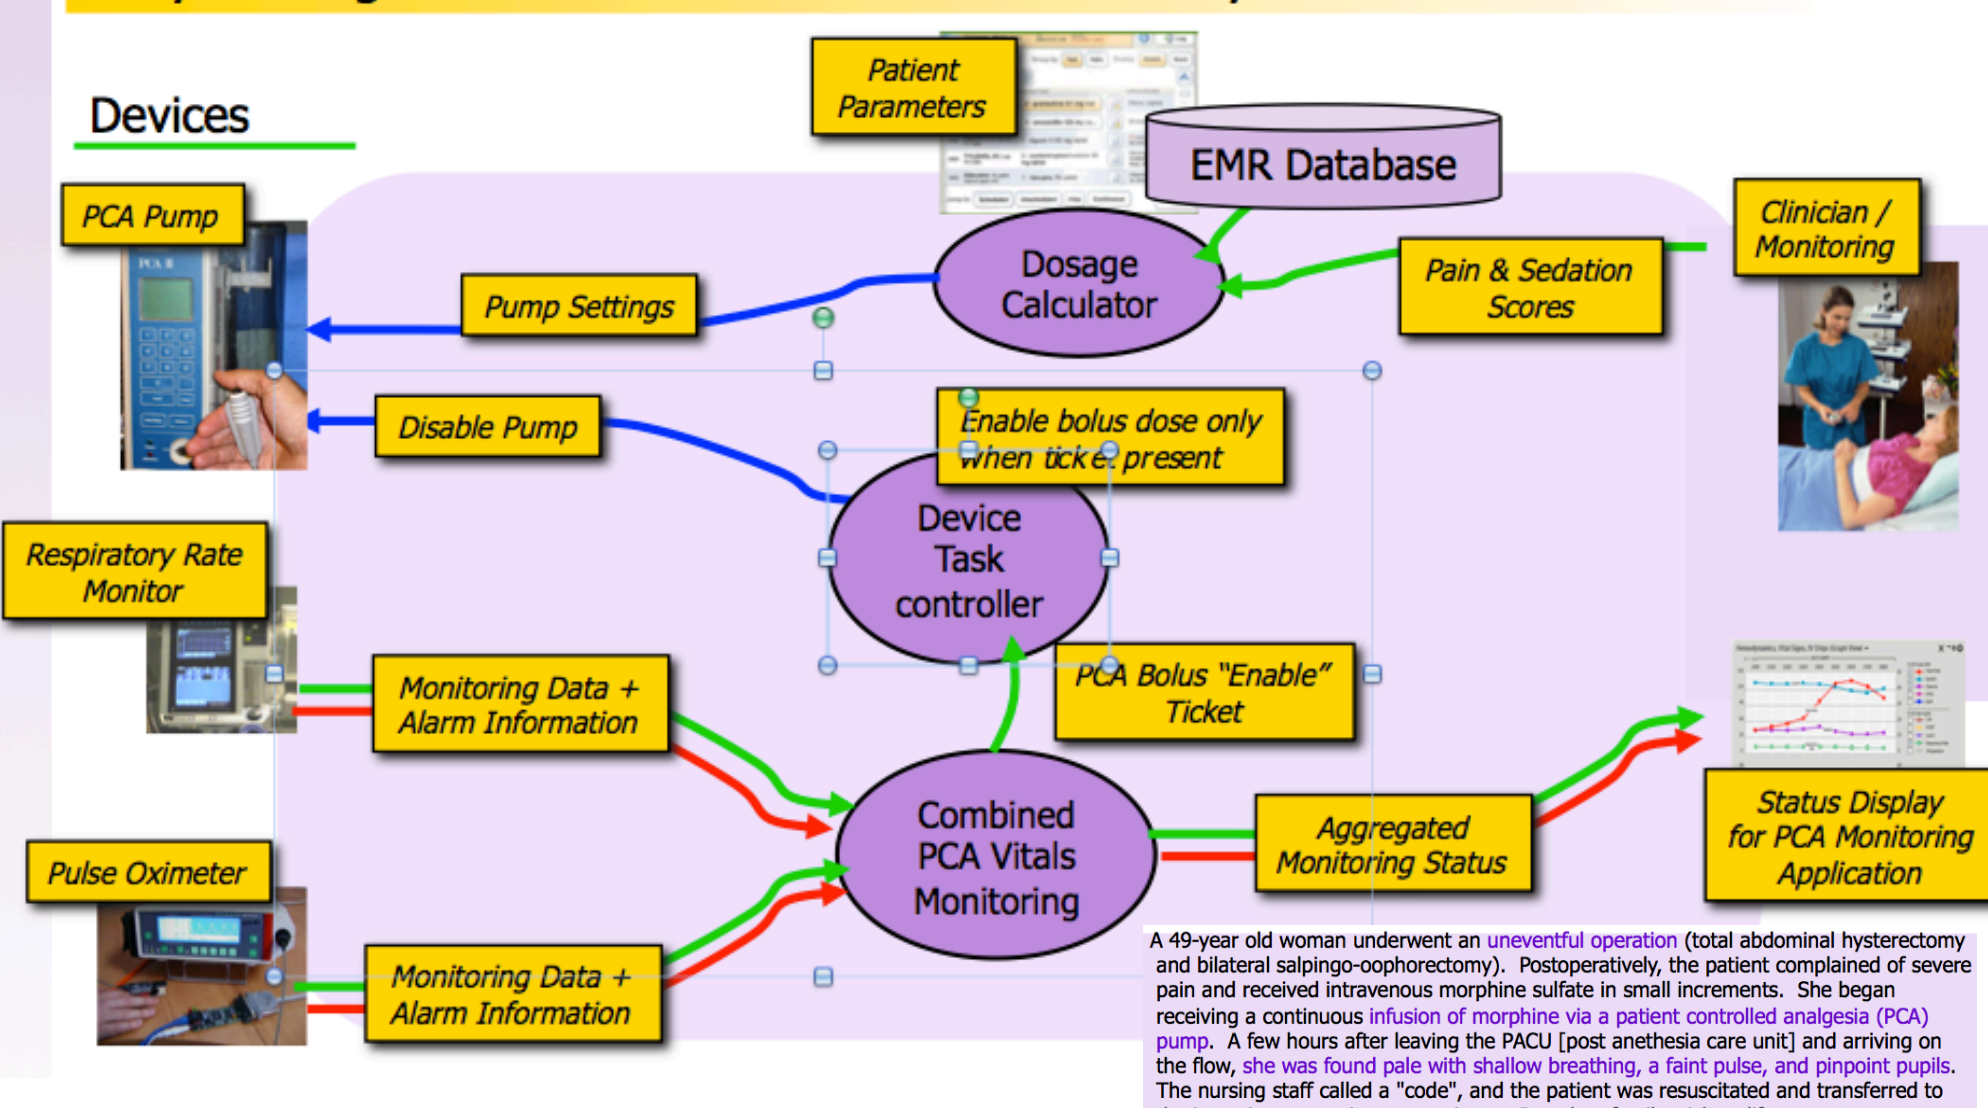 Devices
Patient
Parameters
EMR Database
PCA Pump
PCA II
Clinician /
Monitoring
Dosage
Calculator
Pain & Sedation
Scores
Pump Settings
Disable Pump
Enable bolus dose only
when ticket present
Device
Task
controller
Respiratory Rate
Monitor
Monitoring Data +
Alarm Information
PCA Bolus “Enable”
Ticket
Combined
PCA Vitals
Monitoring
Aggregated
Monitoring Status
Status Display
for PCA Monitoring
Application
Pulse Oximeter
Monitoring Data +
Alarm Information
A 49-year old woman underwent an uneventful operation (total abdominal hysterectomy
and bilateral salpingo-oophorectomy). Postoperatively, the patient complained of severe
pain and received intravenous morphine sulfate in small increments. She began
receiving a continuous infusion of morphine via a patient controlled analgesia (PCA)
pump. A few hours after leaving the PACU [post anethesia care unit] and arriving on
the flow, she was found pale with shallow breathing, a faint pulse, and pinpoint pupils.
The nursing staff called a "code", and the patient was resuscitated and transferred to